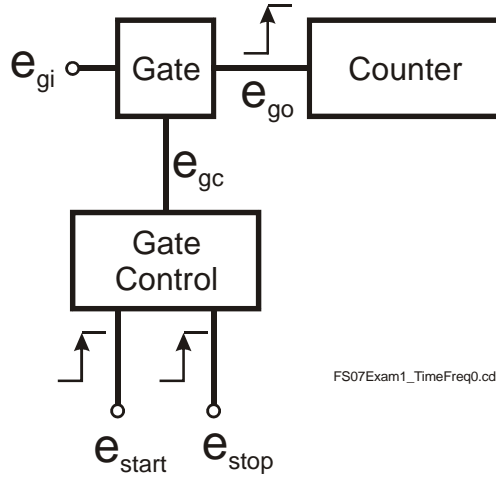 e_gi
Gate
Counter
e_go
e_gc
Gate
Control
FS07Exam1_TimeFreq0.cd
e_start
e_stop